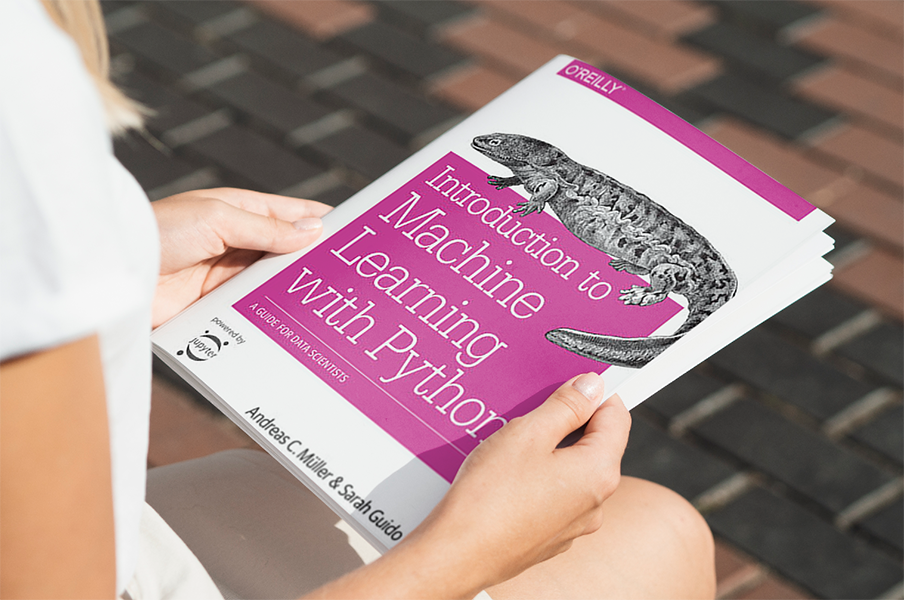 O'REILLY®
Introduction to
Machine
Learning
with Python
A GUIDE FOR DATA SCIENTISTS
powered by
jupyter
Andreas C. Müller & Sarah Guido